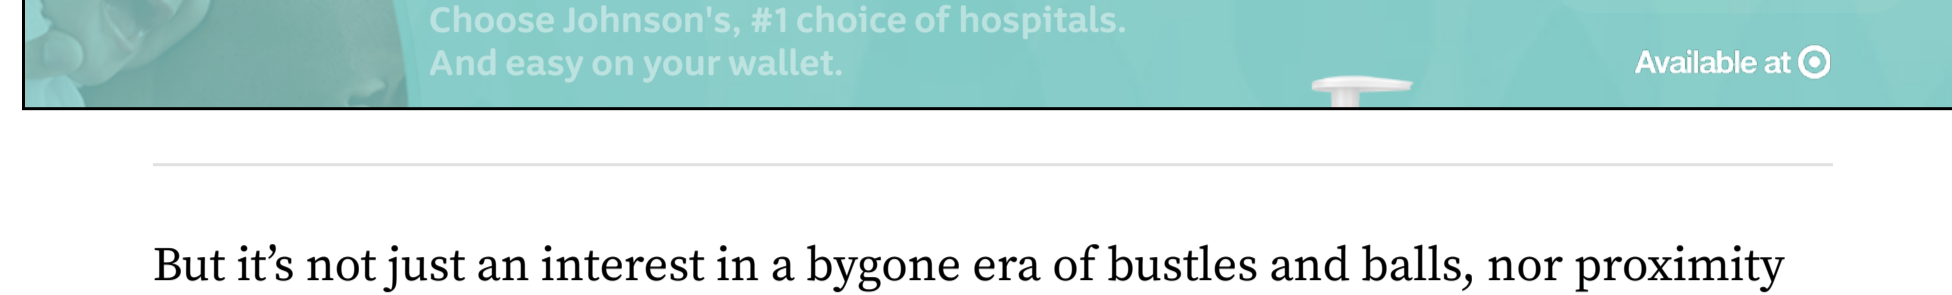 Choose Johnson's, #1 choice of hospitals.
And easy on your wallet.
Available at
But it’s not just an interest in a bygone era of bustles and balls, nor proximity